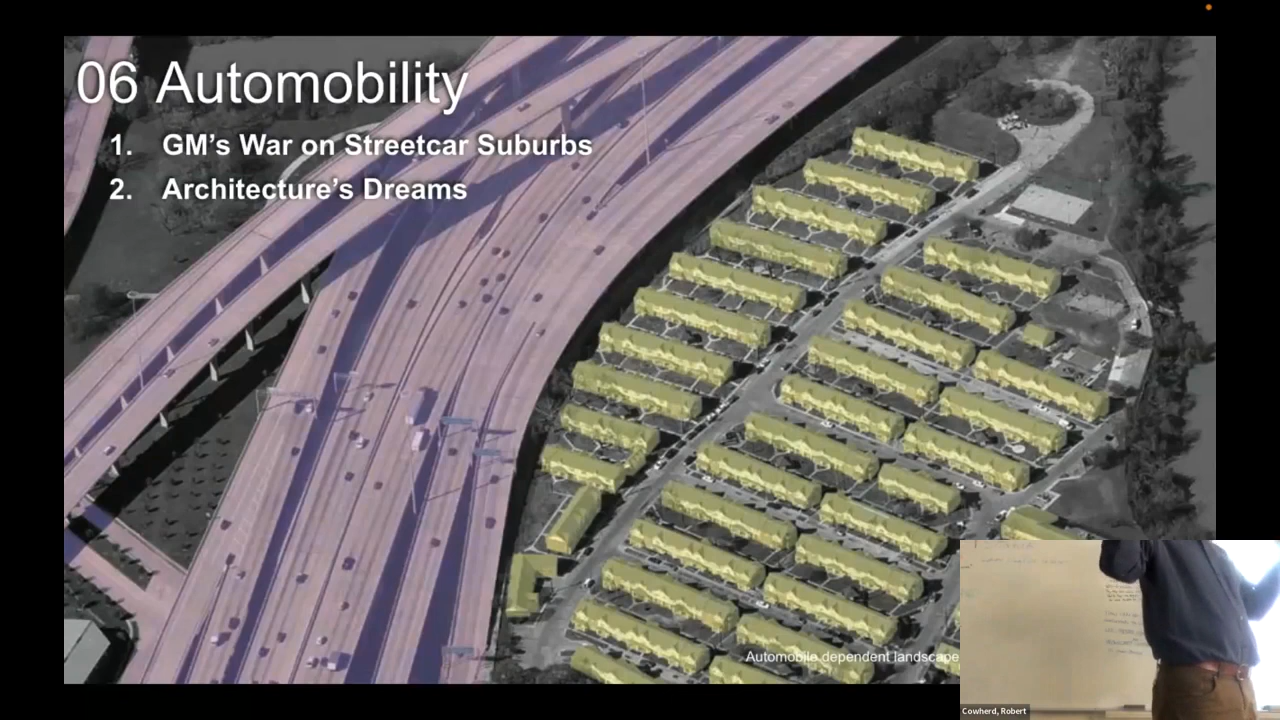 06 Automobility
1. GM's War on Streetcar Suburbs
2. Architecture's Dreams
Automobile dependent landscape
Cowherd, Robert